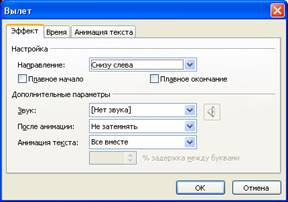 Вылет
Эффект Время Анимация текста
Настройка
Направление: Снизу слева
Плавное начало Плавное окончание
Дополнительные параметры
Звук: [Нет звука]
После анимации: Не затемнять
Анимация текста: Все вместе
% задержка между буквами
ОК Отмена